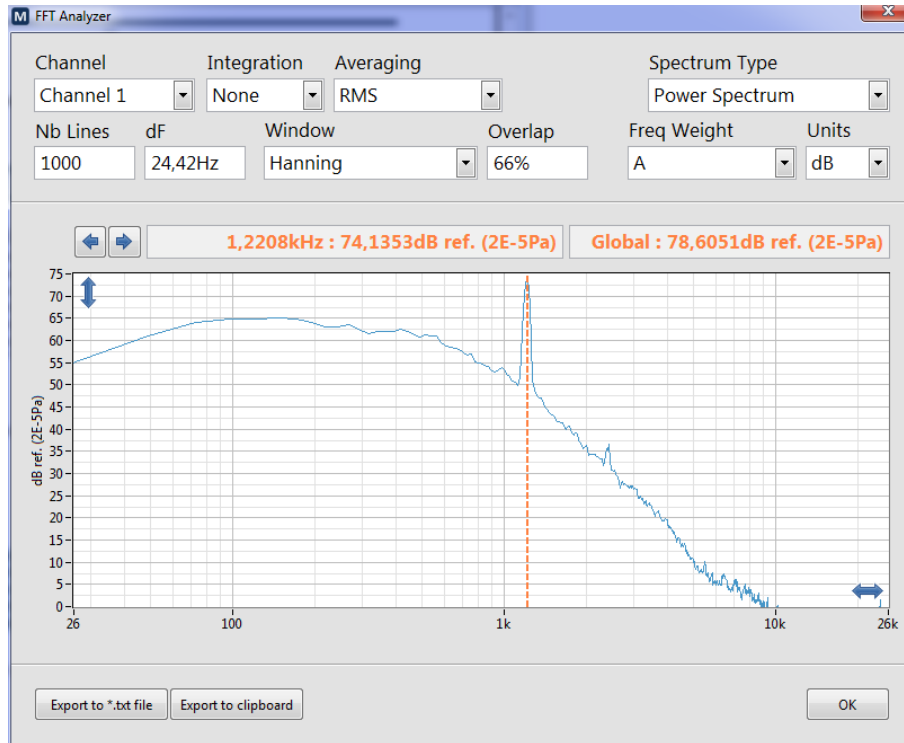 M FFT Analyzer
Channel Integration Averaging Spectrum Type
Channel 1 None RMS Power Spectrum
Nb Lines dF Window Overlap Freq Weight Units
1000 24,42Hz Hanning 66% A dB
1,2208kHz : 74,1353dB ref. (2E-5Pa) Global : 78,6051dB ref. (2E-5Pa)
75
70
65
60
55
50
45
40
35
30
25
20
15
10
5
0
dB ref. (2E-5Pa)
26 100 1k 10k 26k
Export to *.txt file Export to clipboard OK